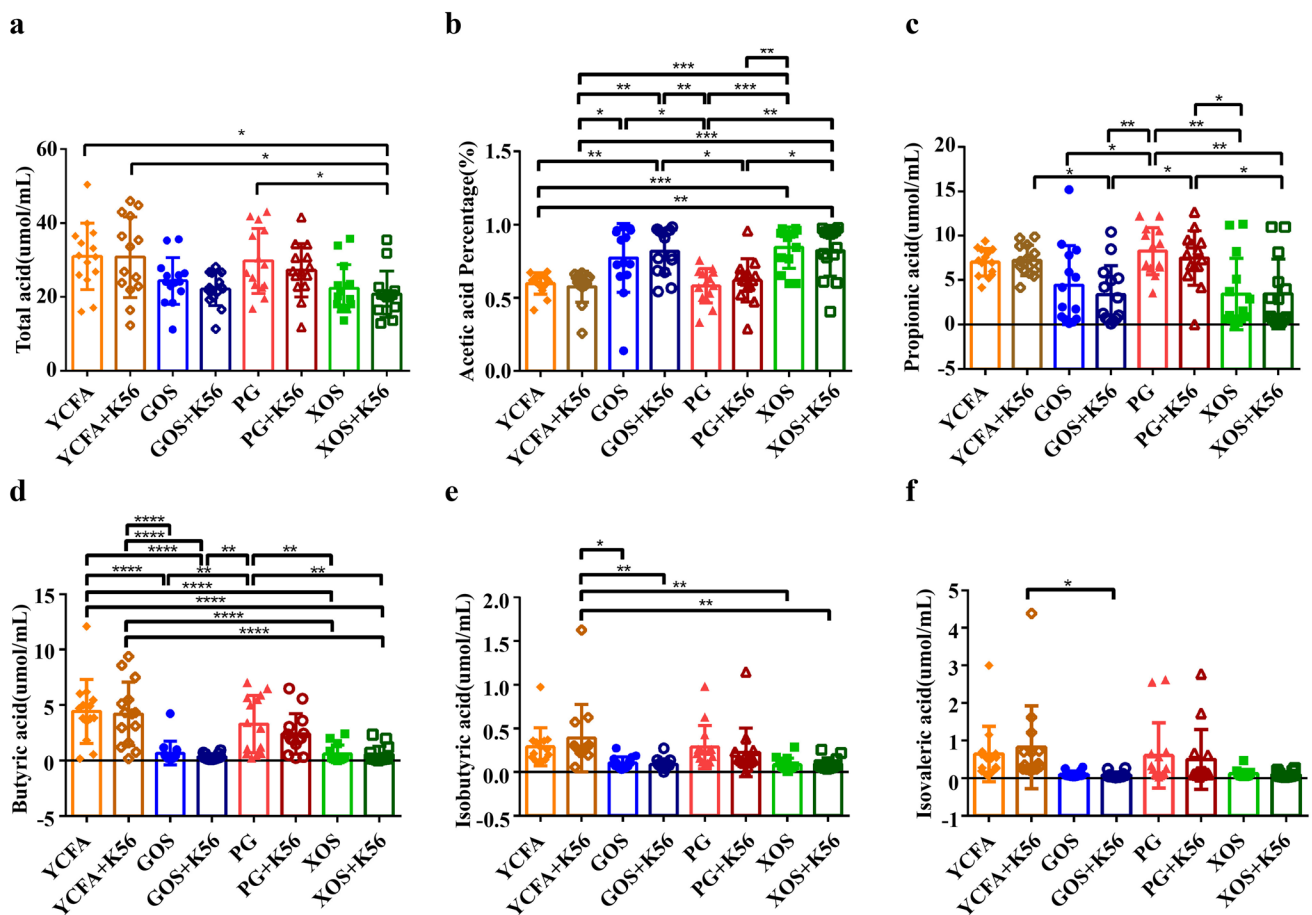 a
b
c
Total acid(umol/mL)
60
40
20
0
*
*
*
YCFA
YCFA+K56
GOS
GOS+K56
PG
PG+K56
XOS
XOS+K56
Acetic acid Percentage(%)
1.5
1.0
0.5
0.0
**
***
** ** ***
* * **
***
** * *
***
**
YCFA
YCFA+K56
GOS
GOS+K56
PG
PG+K56
XOS
XOS+K56
Propionic acid(umol/mL)
20
15
10
5
0
-5
*
** **
* **
* * *
YCFA
YCFA+K56
GOS
GOS+K56
PG
PG+K56
XOS
XOS+K56
d
e
f
Butyric acid(umol/mL)
15
10
5
0
-5
****
****
**** ** **
**** ** **
****
****
****
****
YCFA
YCFA+K56
GOS
GOS+K56
PG
PG+K56
XOS
XOS+K56
Isobutyric acid(umol/mL)
2.0
1.5
1.0
0.5
0.0
-0.5
*
**
**
**
YCFA
YCFA+K56
GOS
GOS+K56
PG
PG+K56
XOS
XOS+K56
Isovaleric acid(umol/mL)
5
4
3
2
1
0
-1
*
YCFA
YCFA+K56
GOS
GOS+K56
PG
PG+K56
XOS
XOS+K56